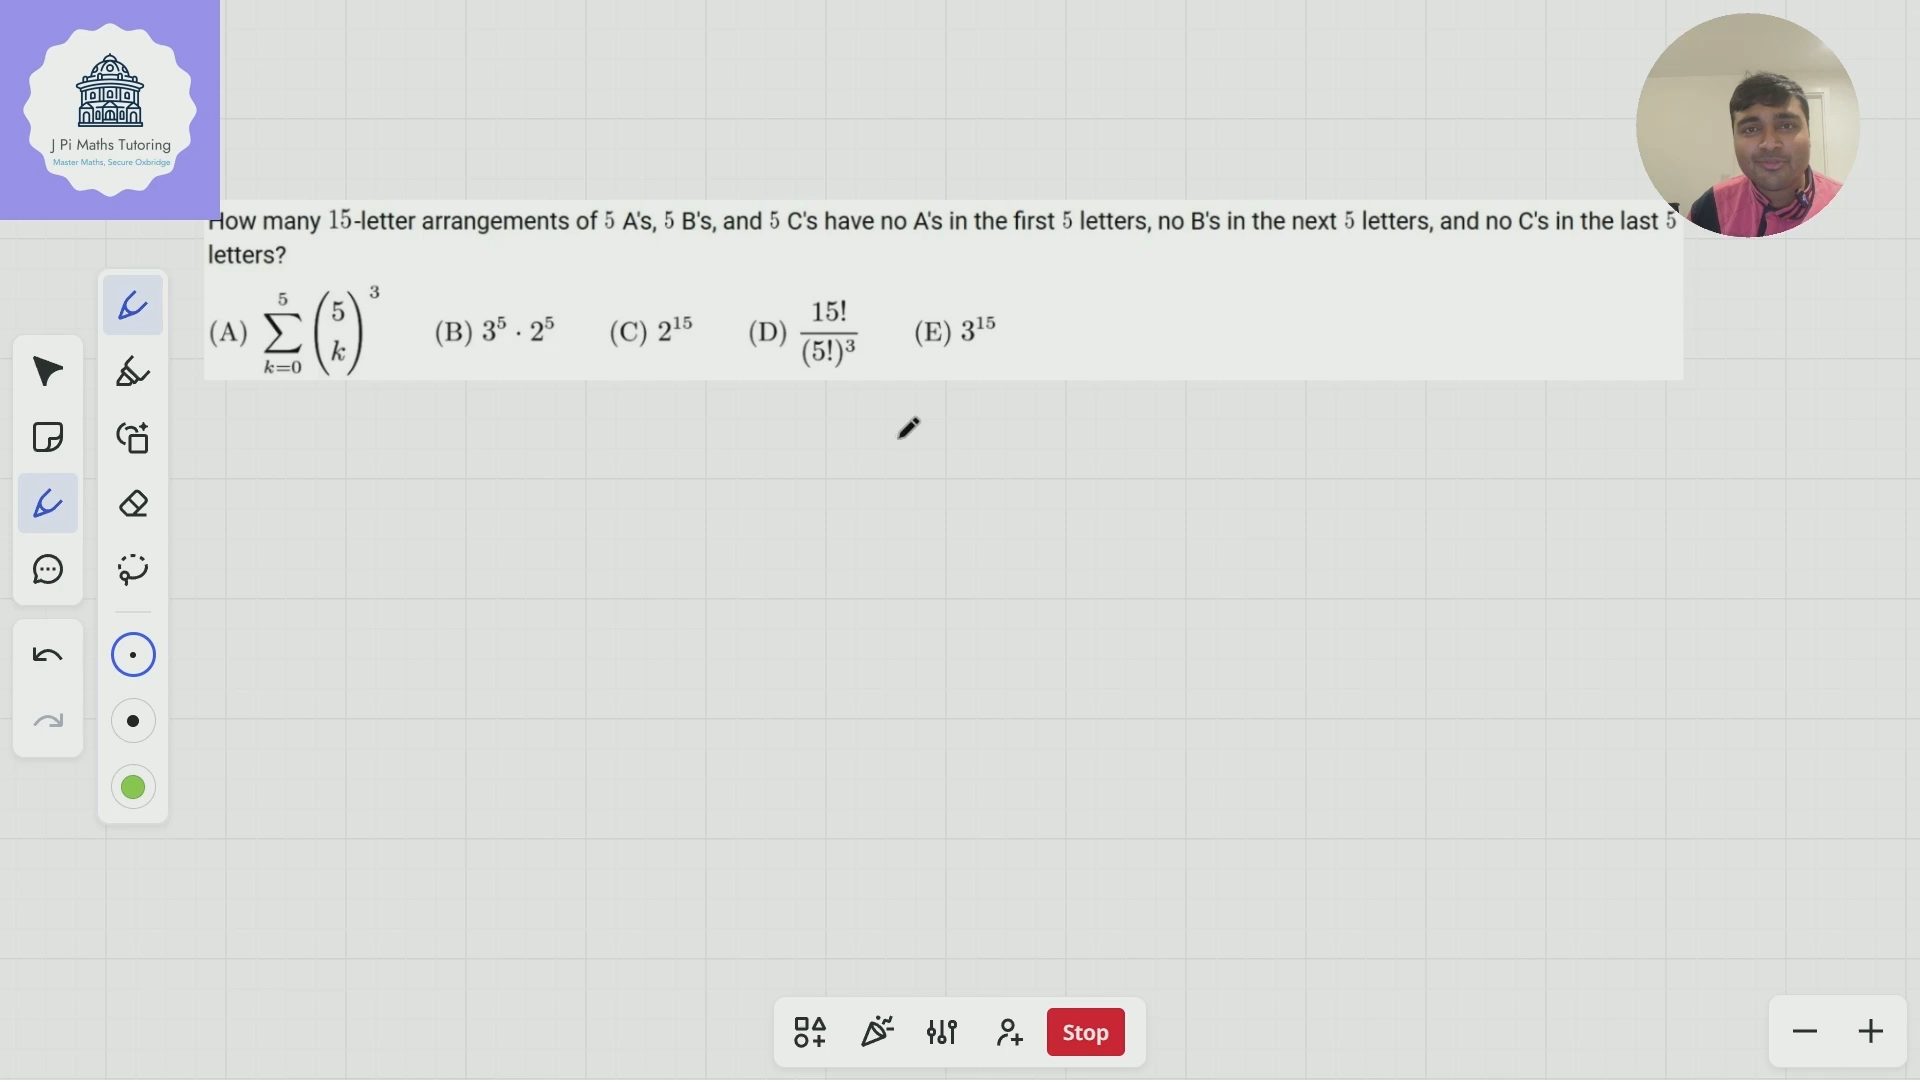 J Pi Maths Tutoring
Master Maths, Secure Oxbridge
How many 15-letter arrangements of 5 A's, 5 B's, and 5 C's have no A's in the first 5 letters, no B's in the next 5 letters, and no C's in the last 5
letters?
(A) \sum_{k=0}^{5} \binom{5}{k}^3 (B) 3^5 · 2^5 (C) 2^{15} (D) \frac{15!}{(5!)^3} (E) 3^{15}
Stop